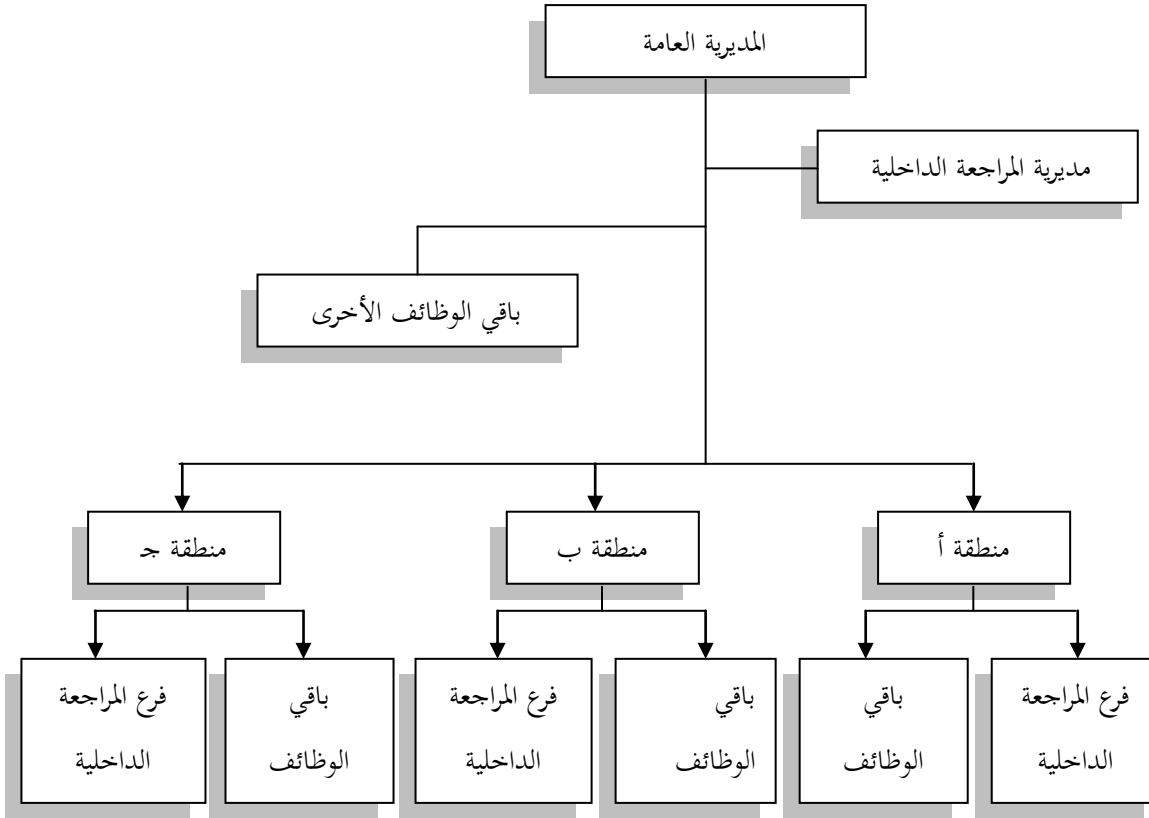 المديرية العامة
مديرية المراجعة الداخلية
باقي الوظائف الأخرى
منطقة أ
منطقة ب
منطقة جـ
فرع المراجعة
الداخلية
باقي
الوظائف
باقي
الوظائف
فرع المراجعة
الداخلية
باقي
الوظائف
فرع المراجعة
الداخلية